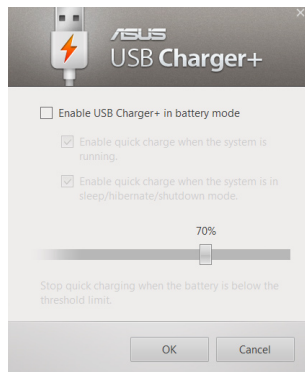 ASUS
USB Charger+
Enable USB Charger+ in battery mode
Enable quick charge when the system is
running.
Enable quick charge when the system is in
sleep/hibernate/shutdown mode.
70%
Stop quick charging when the battery is below the
threshold limit.
OK
Cancel